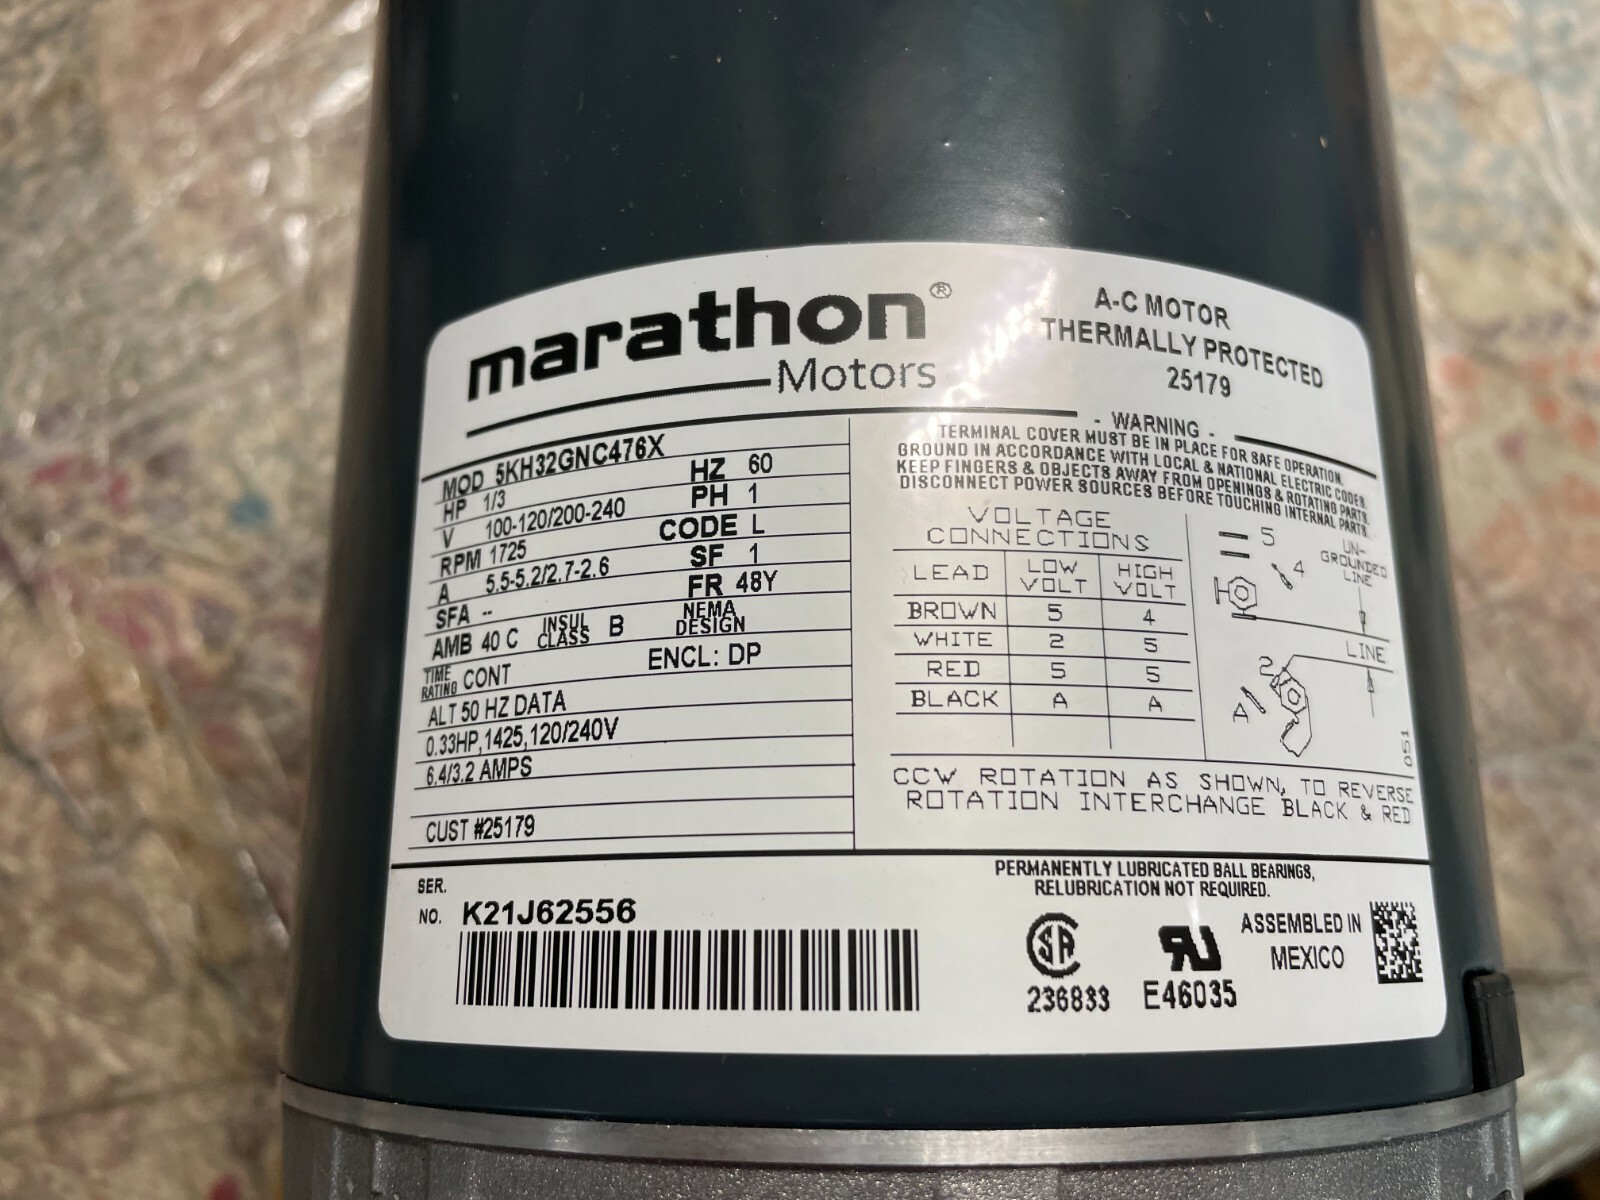 marathon®
Motors
A-C MOTOR
THERMALLY PROTECTED
25179
MOD 5KH32GNC476X
HP 1/3 HZ 60
V 100-120/200-240 PH 1
RPM 1725 CODE L
A 5.5-5.2/2.7-2.6 SF 1
SFA -- FR 48Y
AMB 40 C INSUL CLASS B NEMA DESIGN
TIME RATING CONT ENCL: DP
ALT 50 HZ DATA
0.33HP,1425,120/240V
6.4/3.2 AMPS
CUST #25179
- WARNING -
TERMINAL COVER MUST BE IN PLACE FOR SAFE OPERATION.
GROUND IN ACCORDANCE WITH LOCAL & NATIONAL ELECTRIC CODES.
KEEP FINGERS & OBJECTS AWAY FROM OPENINGS & ROTATING PARTS.
DISCONNECT POWER SOURCES BEFORE TOUCHING INTERNAL PARTS.
VOLTAGE
CONNECTIONS
LEAD LOW VOLT HIGH VOLT
BROWN 5 4
WHITE 2 5
RED 5 5
BLACK A A
5
4
UN-
GROUNDED
LINE
LINE
2
A
051
CCW ROTATION AS SHOWN, TO REVERSE
ROTATION INTERCHANGE BLACK & RED
PERMANENTLY LUBRICATED BALL BEARINGS,
RELUBRICATION NOT REQUIRED.
SER.
NO. K21J62556
SA
236833
RU
E46035
ASSEMBLED IN
MEXICO